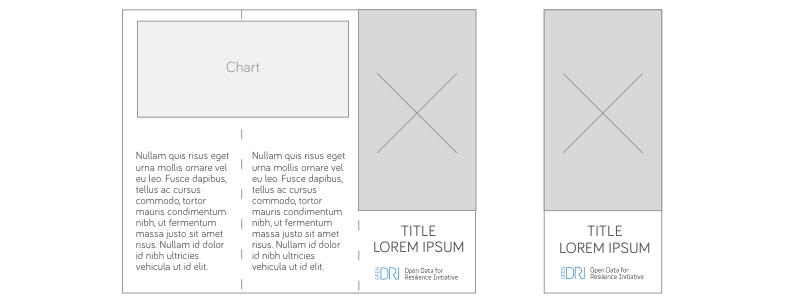 Chart
Nullam quis risus eget
urna mollis ornare vel
eu leo. Fusce dapibus,
tellus ac cursus
commodo, tortor
mauris condimentum
nibh, ut fermentum
massa justo sit amet
risus. Nullam id dolor
id nibh ultricies
vehicula ut id elit.
Nullam quis risus eget
urna mollis ornare vel
eu leo. Fusce dapibus,
tellus ac cursus
commodo, tortor
mauris condimentum
nibh, ut fermentum
massa justo sit amet
risus. Nullam id dolor
id nibh ultricies
vehicula ut id elit.
TITLE
LOREM IPSUM
OPEN DRI
Open Data for
Resilience Initiative
TITLE
LOREM IPSUM
OPEN DRI
Open Data for
Resilience Initiative